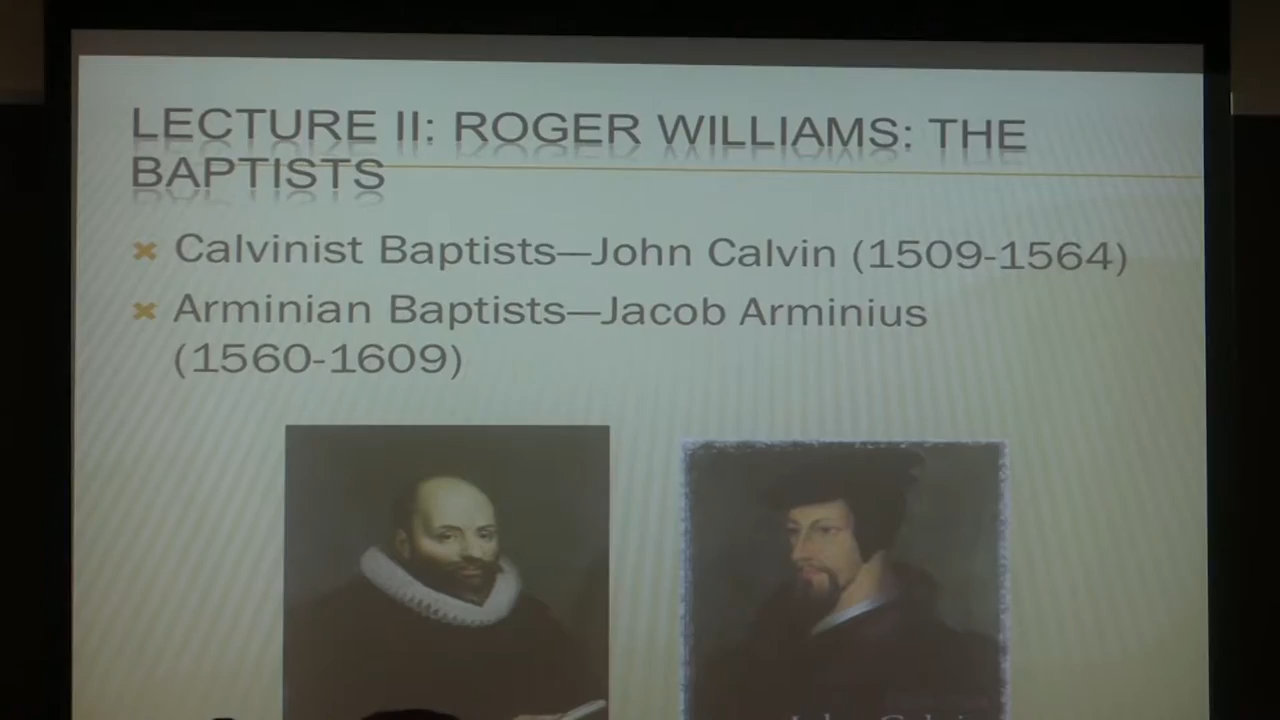 LECTURE II: ROGER WILLIAMS: THE
BAPTISTS
Calvinist Baptists—John Calvin (1509-1564)
Arminian Baptists—Jacob Arminius
(1560-1609)